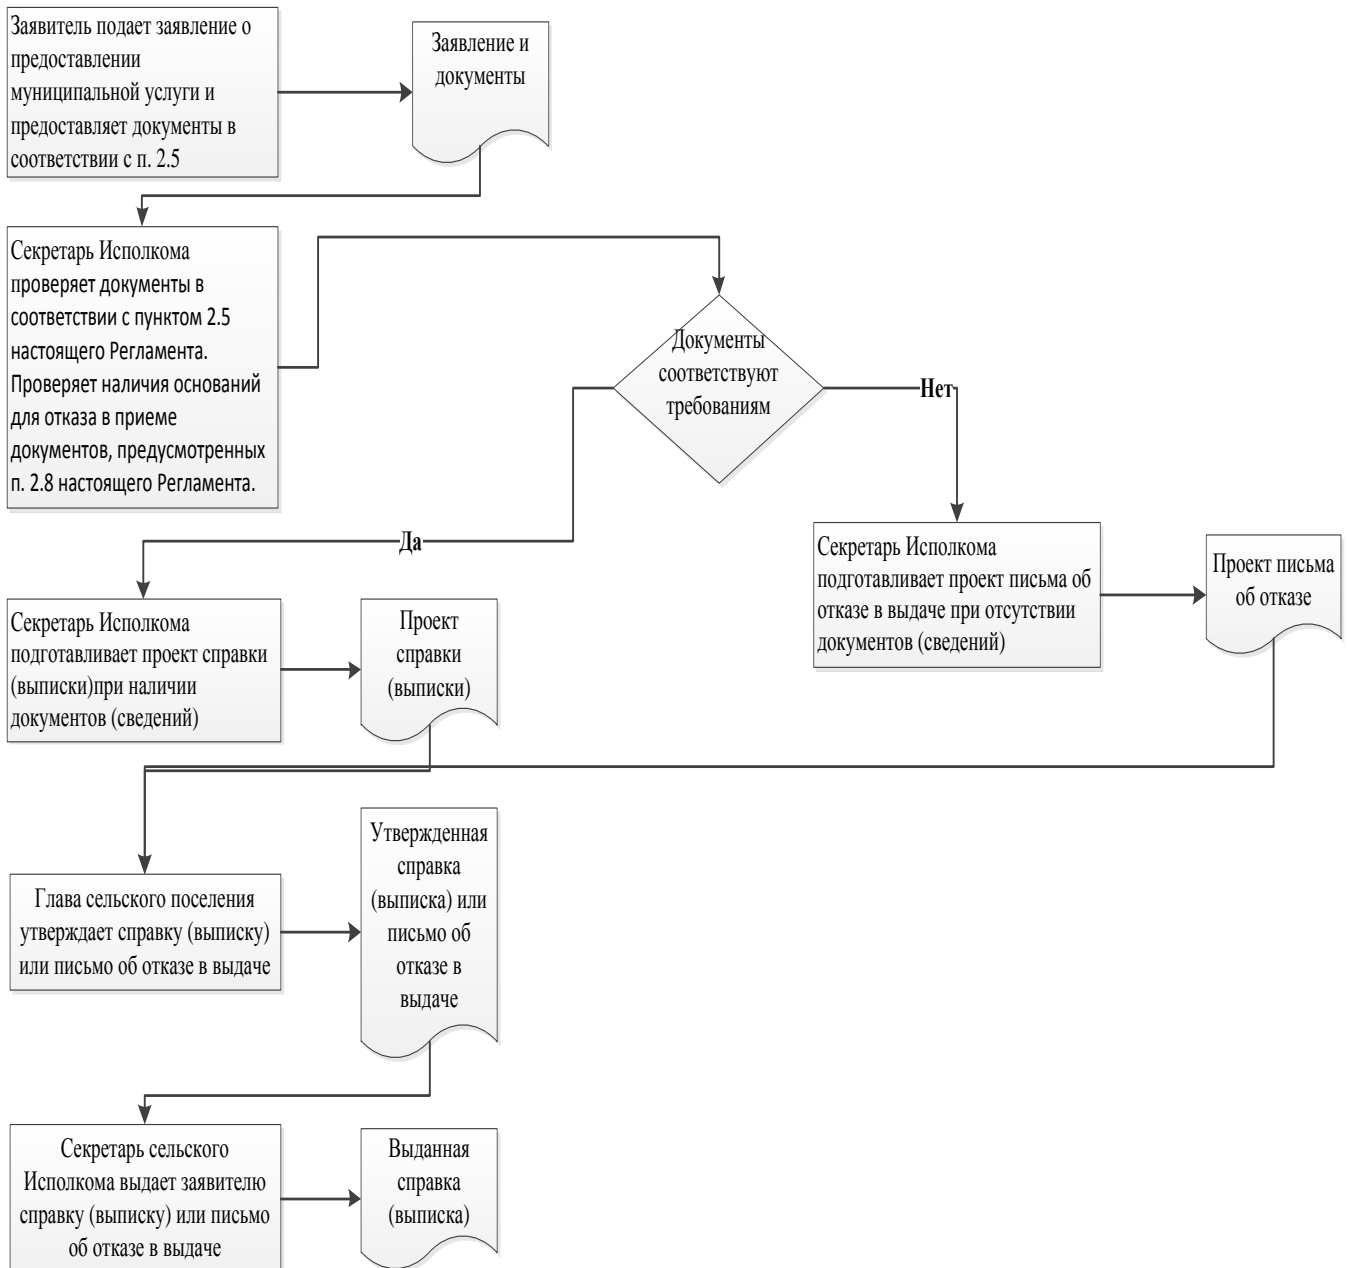 Заявитель подает заявление о
предоставлении
муниципальной услуги и
предоставляет документы в
соответствии с п. 2.5
Заявление и
документы
Секретарь Исполкома
проверяет документы в
соответствии с пунктом 2.5
настоящего Регламента.
Проверяет наличия оснований
для отказа в приеме
документов, предусмотренных
п. 2.8 настоящего Регламента.
Документы
соответствуют
требованиям
Нет
Да
Секретарь Исполкома
подготавливает проект письма об
отказе в выдаче при отсутствии
документов (сведений)
Проект письма
об отказе
Секретарь Исполкома
подготавливает проект справки
(выписки)при наличии
документов (сведений)
Проект
справки
(выписки)
Глава сельского поселения
утверждает справку (выписку)
или письмо об отказе в выдаче
Утвержденная
справка
(выписка) или
письмо об
отказе в
выдаче
Секретарь сельского
Исполкома выдает заявителю
справку (выписку) или письмо
об отказе в выдаче
Выданная
справка
(выписка)